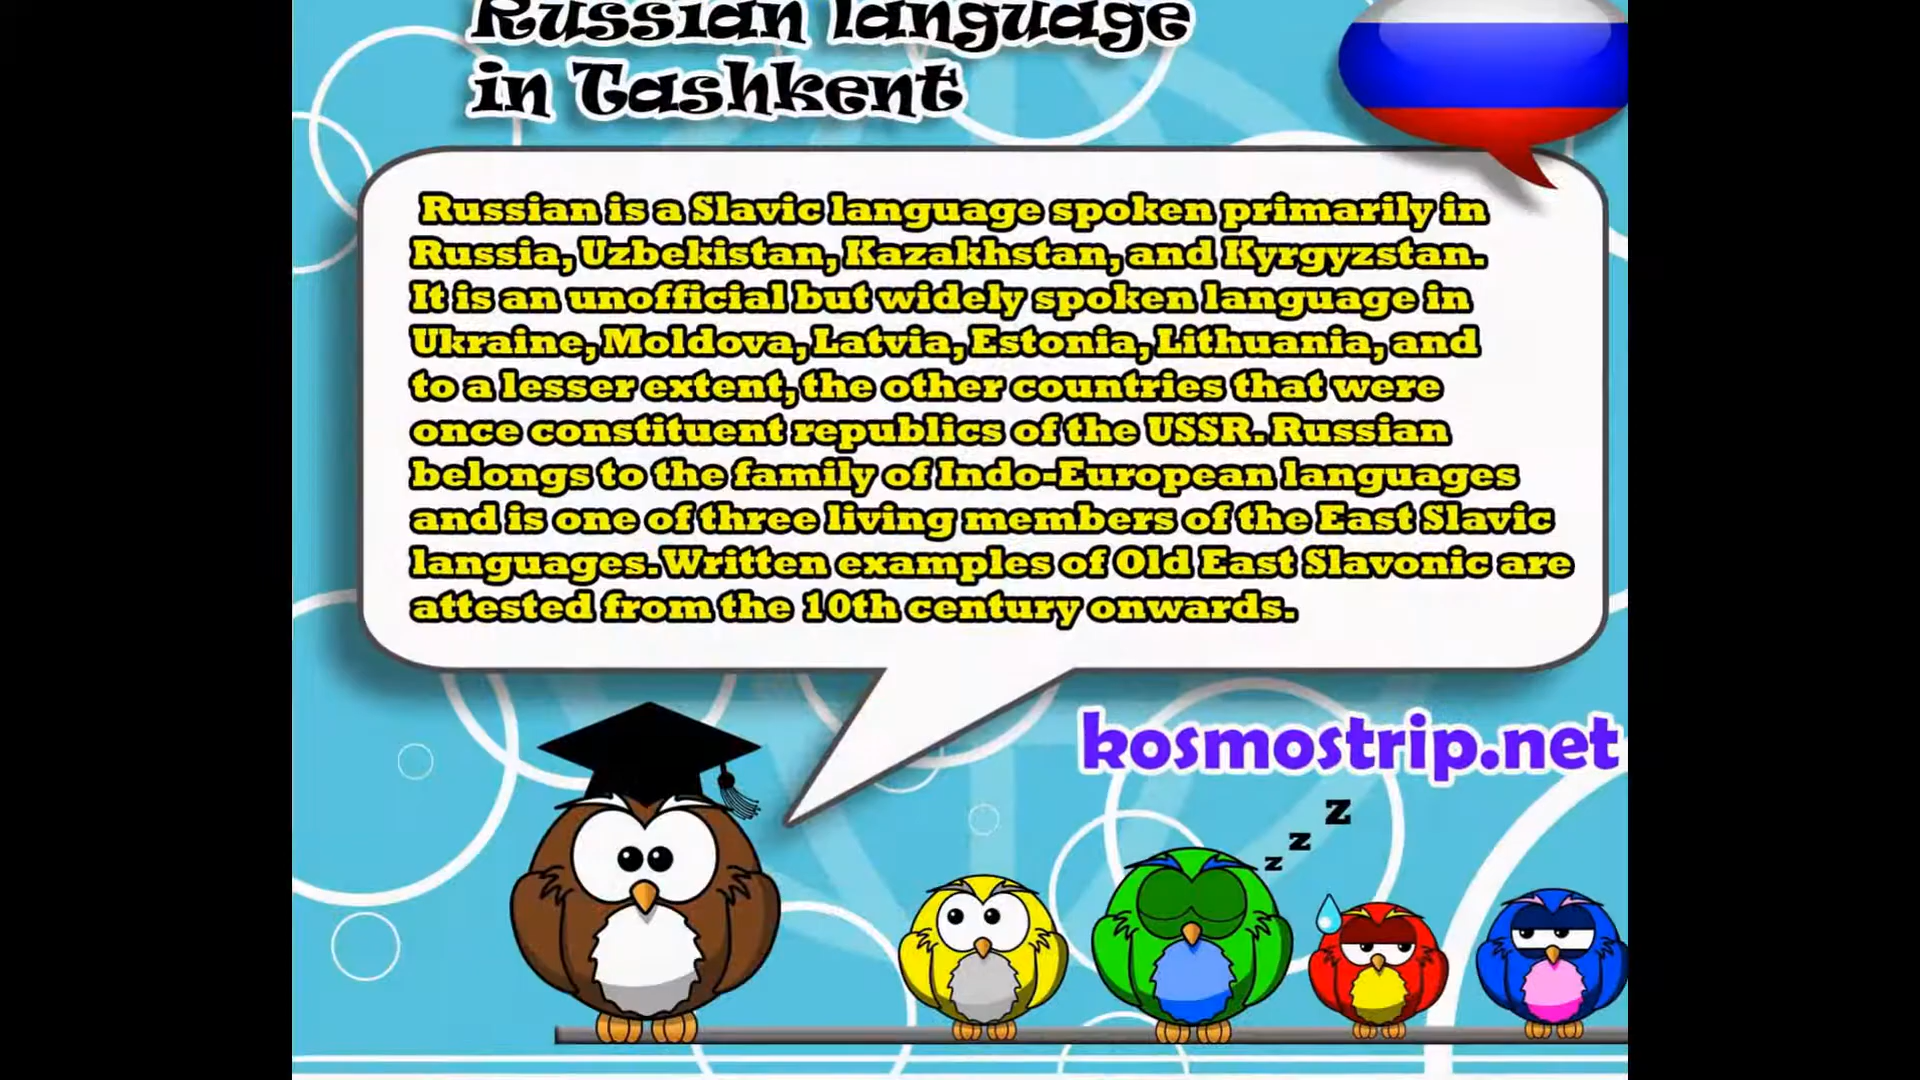 Russian language
in Tashkent
Russian is a Slavic language spoken primarily in
Russia, Uzbekistan, Kazakhstan, and Kyrgyzstan.
It is an unofficial but widely spoken language in
Ukraine, Moldova, Latvia, Estonia, Lithuania, and
to a lesser extent, the other countries that were
once constituent republics of the USSR. Russian
belongs to the family of Indo-European languages
and is one of three living members of the East Slavic
languages. Written examples of Old East Slavonic are
attested from the 10th century onwards.
kosmostrip.net
z z z